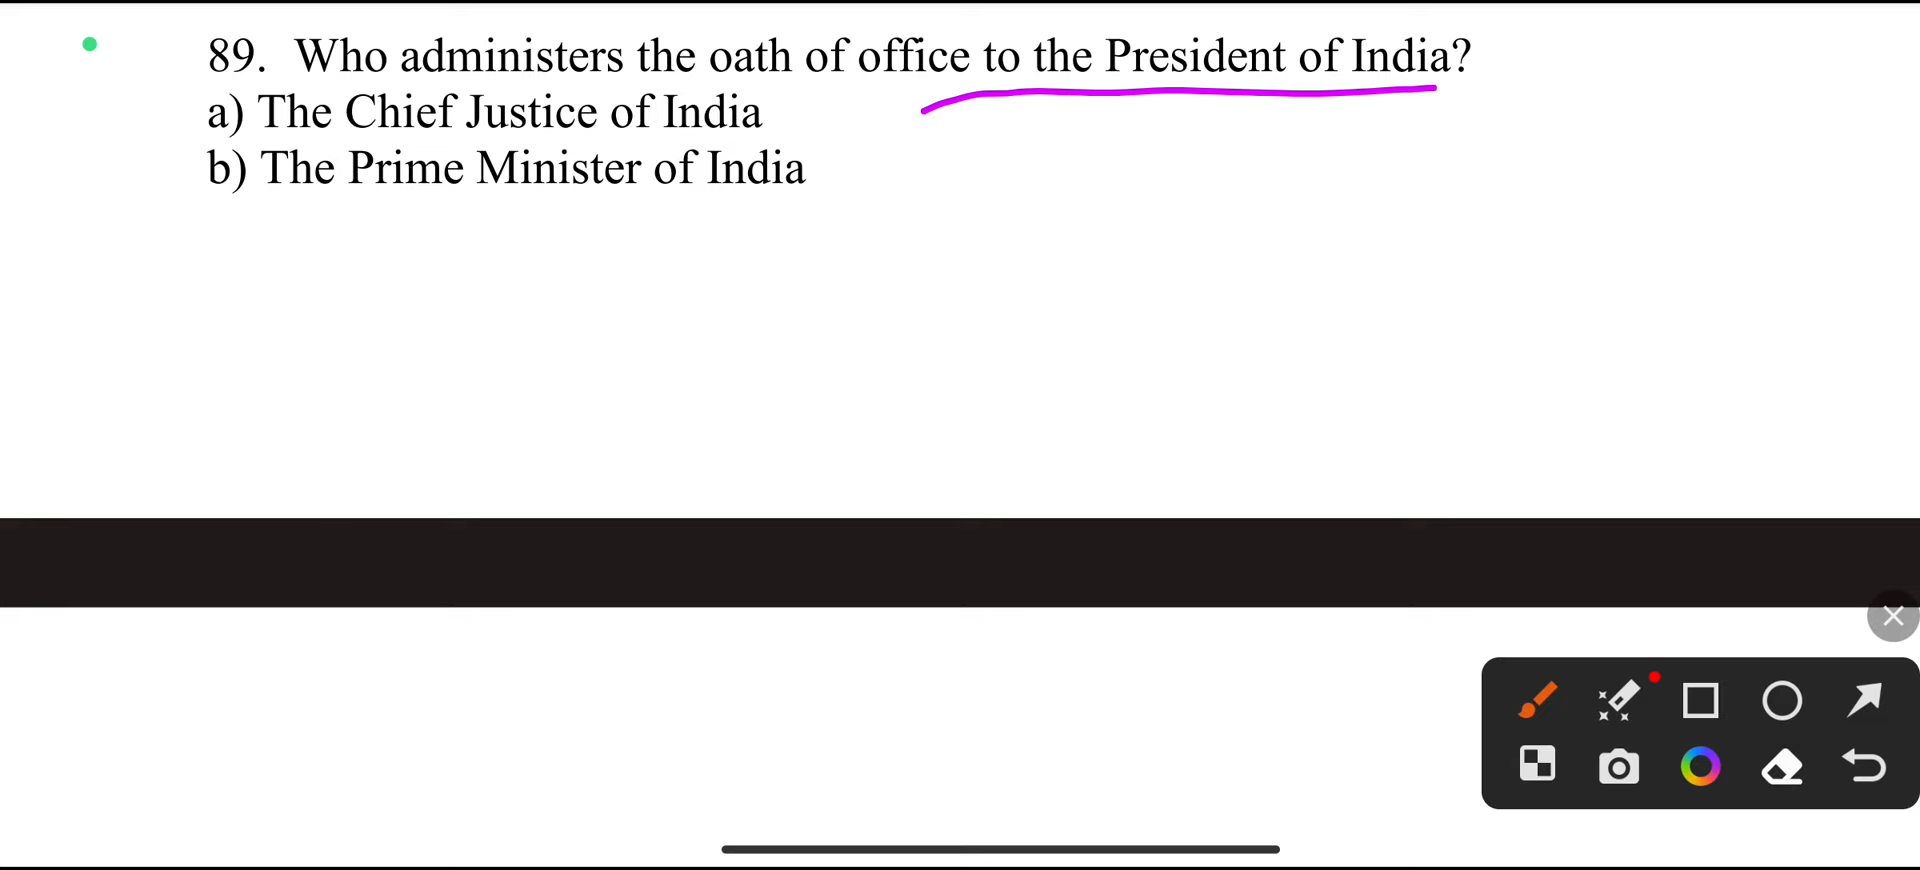 89. Who administers the oath of office to the President of India?
a) The Chief Justice of India
b) The Prime Minister of India